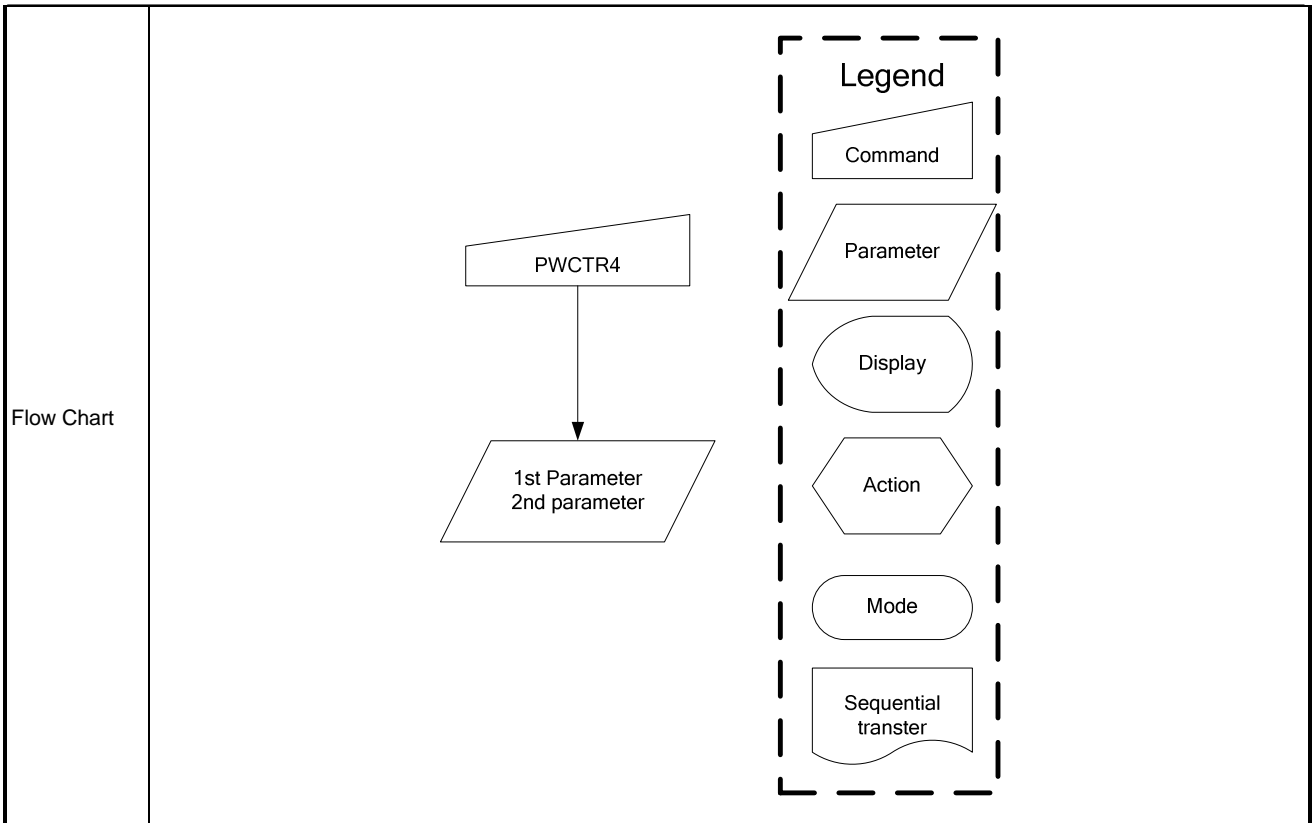 Flow Chart
PWCTR4
1st Parameter
2nd parameter
Legend
Command
Parameter
Display
Action
Mode
Sequential
transter